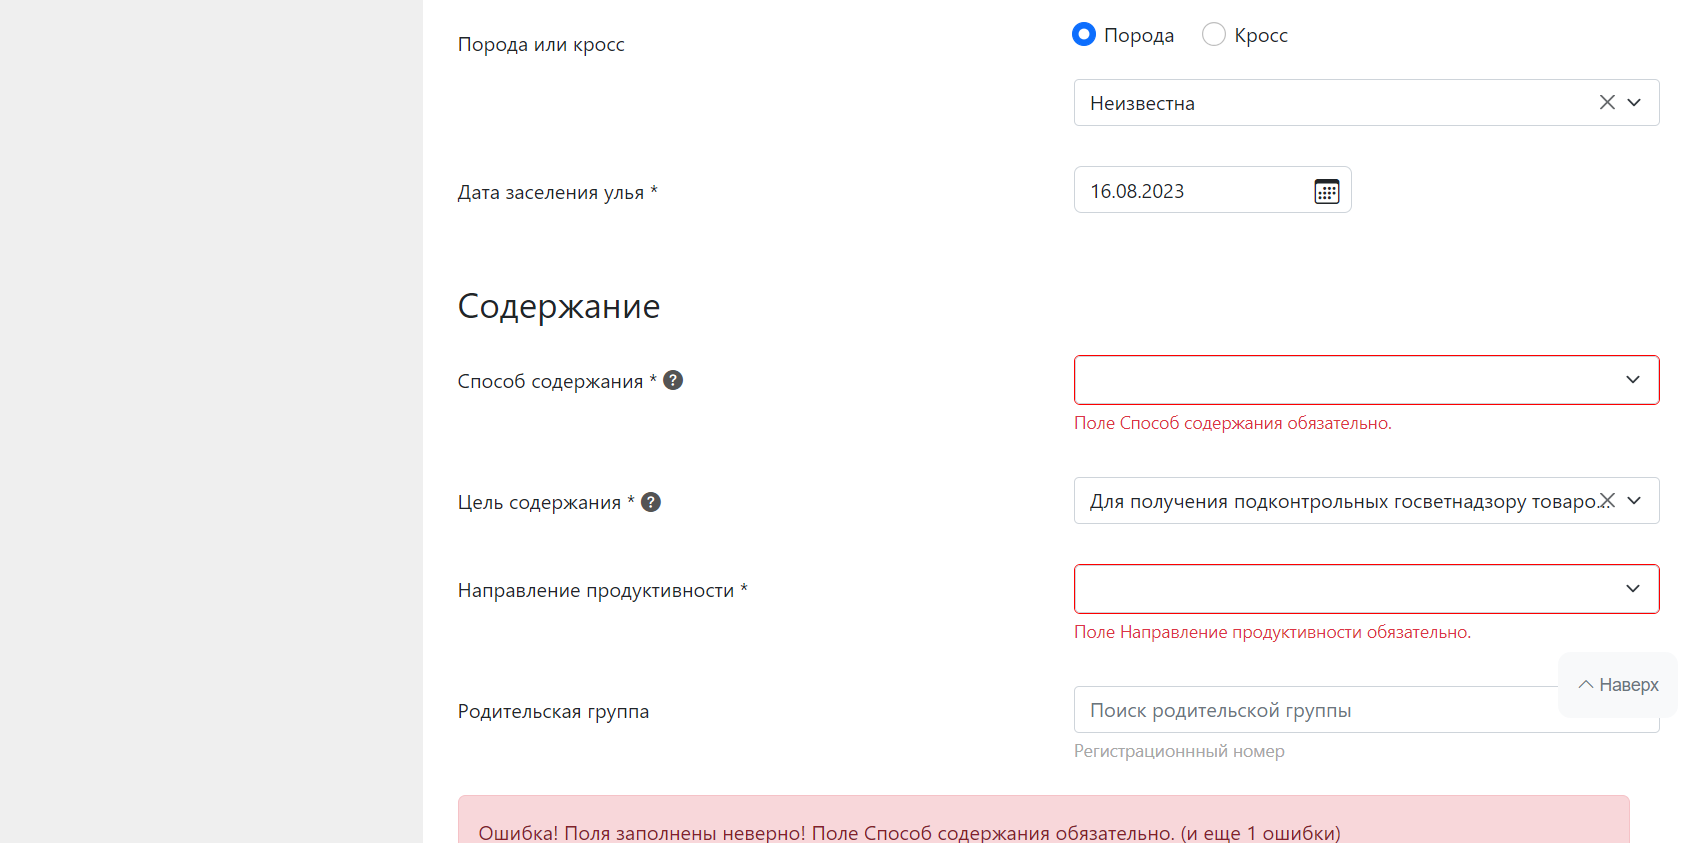 Порода или кросс
Порода
Кросс
Неизвестна
Дата заселения улья *
16.08.2023
Содержание
Способ содержания * ?
Поле Способ содержания обязательно.
Цель содержания * ?
Для получения подконтрольных госветнадзору товаро...
Направление продуктивности *
Поле Направление продуктивности обязательно.
Наверх
Родительская группа
Поиск родительской группы
Регистрационнный номер
Ошибка! Поля заполнены неверно! Поле Способ содержания обязательно. (и еще 1 ошибки)